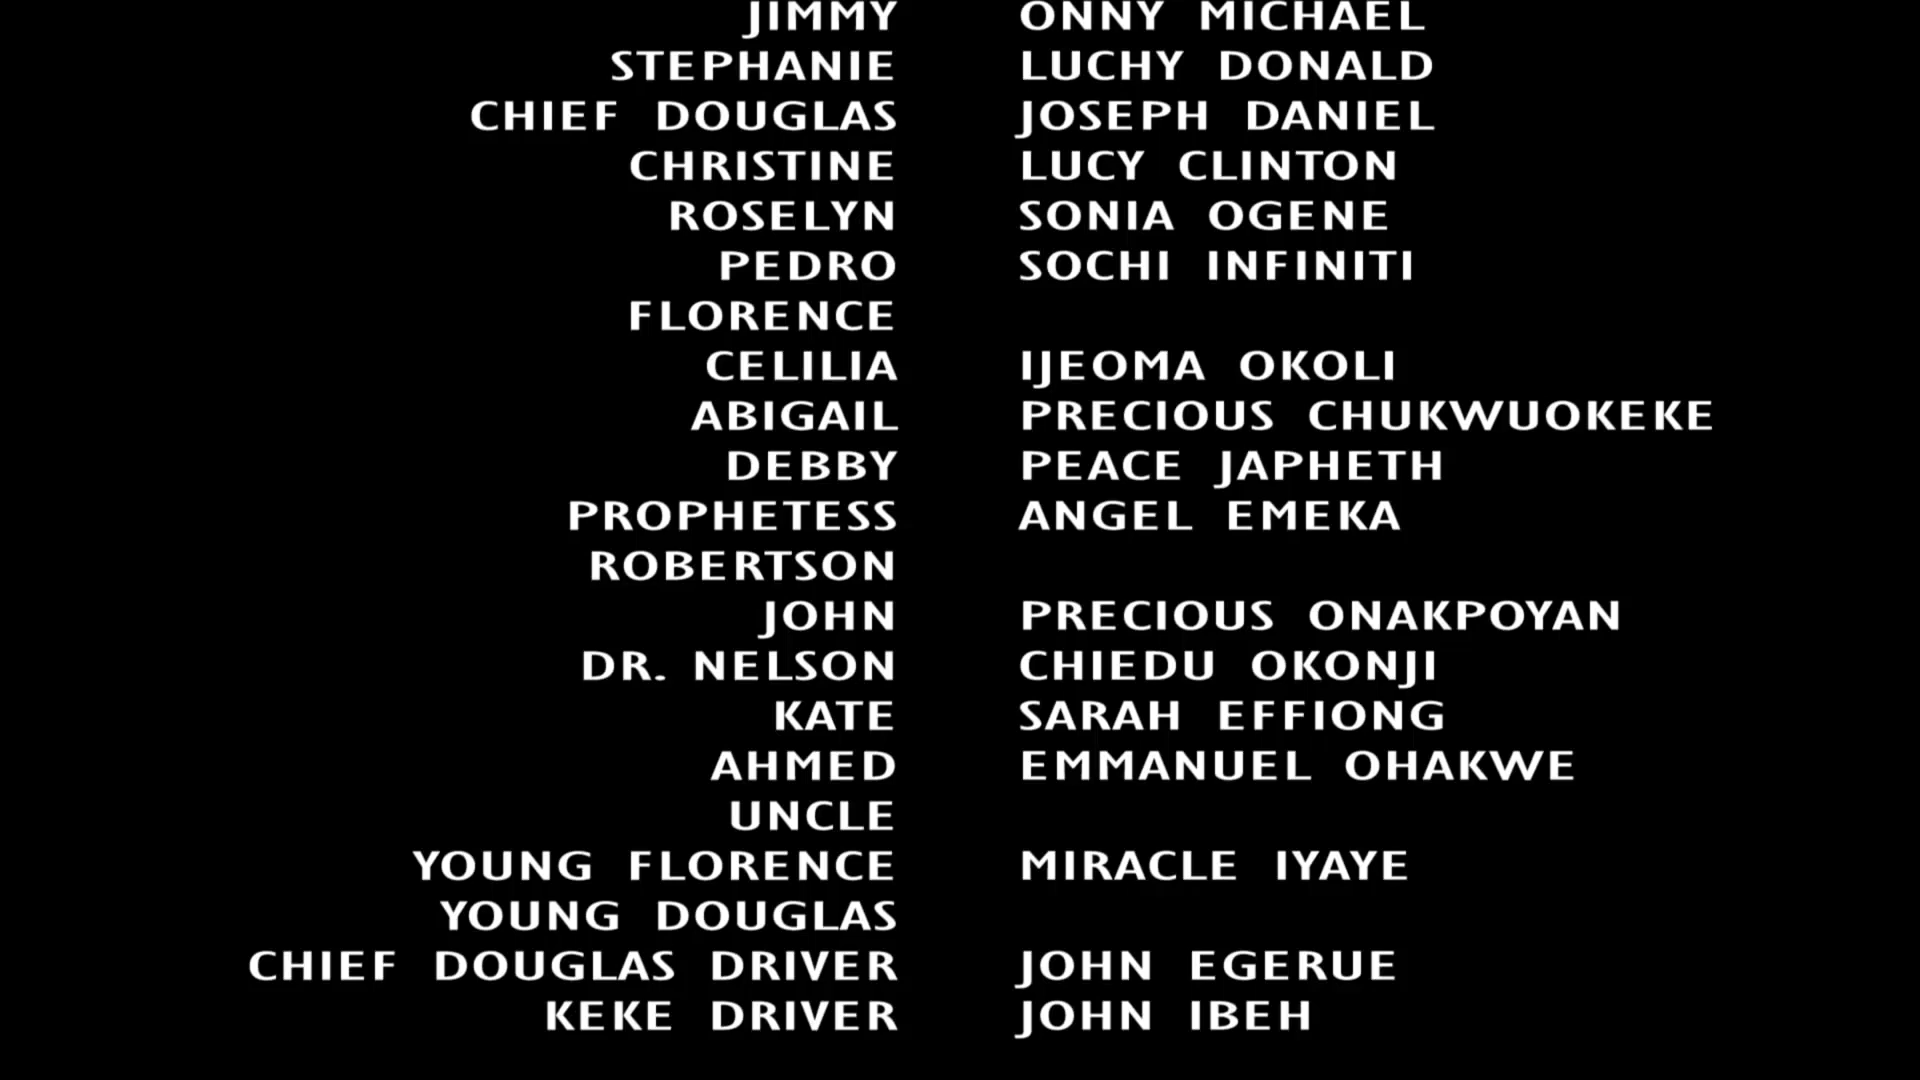 JIMMY ONNY MICHAEL
STEPHANIE LUCHY DONALD
CHIEF DOUGLAS JOSEPH DANIEL
CHRISTINE LUCY CLINTON
ROSELYN SONIA OGENE
PEDRO SOCHI INFINITI
FLORENCE
CELILIA IJEOMA OKOLI
ABIGAIL PRECIOUS CHUKWUOKEKE
DEBBY PEACE JAPHETH
PROPHETESS ANGEL EMEKA
ROBERTSON
JOHN PRECIOUS ONAKPOYAN
DR. NELSON CHIEDU OKONJI
KATE SARAH EFFIONG
AHMED EMMANUEL OHAKWE
UNCLE
YOUNG FLORENCE MIRACLE IYAYE
YOUNG DOUGLAS
CHIEF DOUGLAS DRIVER JOHN EGERUE
KEKE DRIVER JOHN IBEH